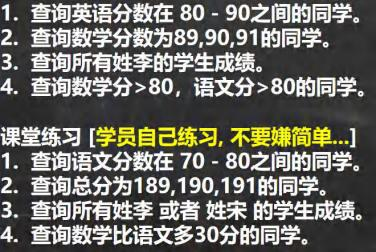 1. 查询英语分数在 80 - 90之间的同学。
2. 查询数学分数为89,90,91的同学。
3. 查询所有姓李的学生成绩。
4. 查询数学分>80，语文分>80的同学。
课堂练习 [学员自己练习, 不要嫌简单...]
1. 查询语文分数在 70 - 80之间的同学。
2. 查询总分为189,190,191的同学。
3. 查询所有姓李 或者 姓宋 的学生成绩。
4. 查询数学比语文多30分的同学。